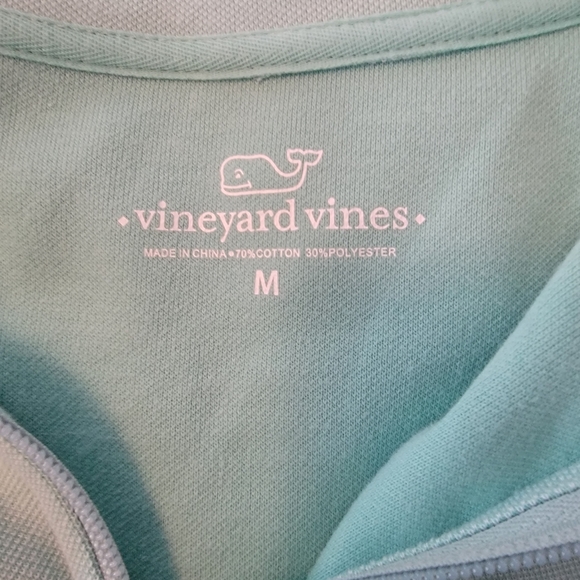 vineyard vines
MADE IN CHINA•70%COTTON 30%POLYESTER
M